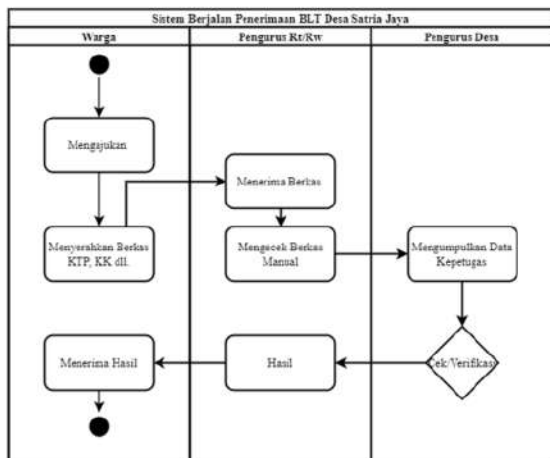 Sistem Berjalan Penerimaan BLT Desa Satria Jaya
Warga
Pengurus Rt/Rw
Pengurus Desa
Mengajukan
Menerima Berkas
Menyerahkan Berkas
KTP, KK dll.
Mengecek Berkas
Manual
Mengumpulkan Data
Kepetugas
Menerima Hasil
Hasil
Cek/Verifikasi